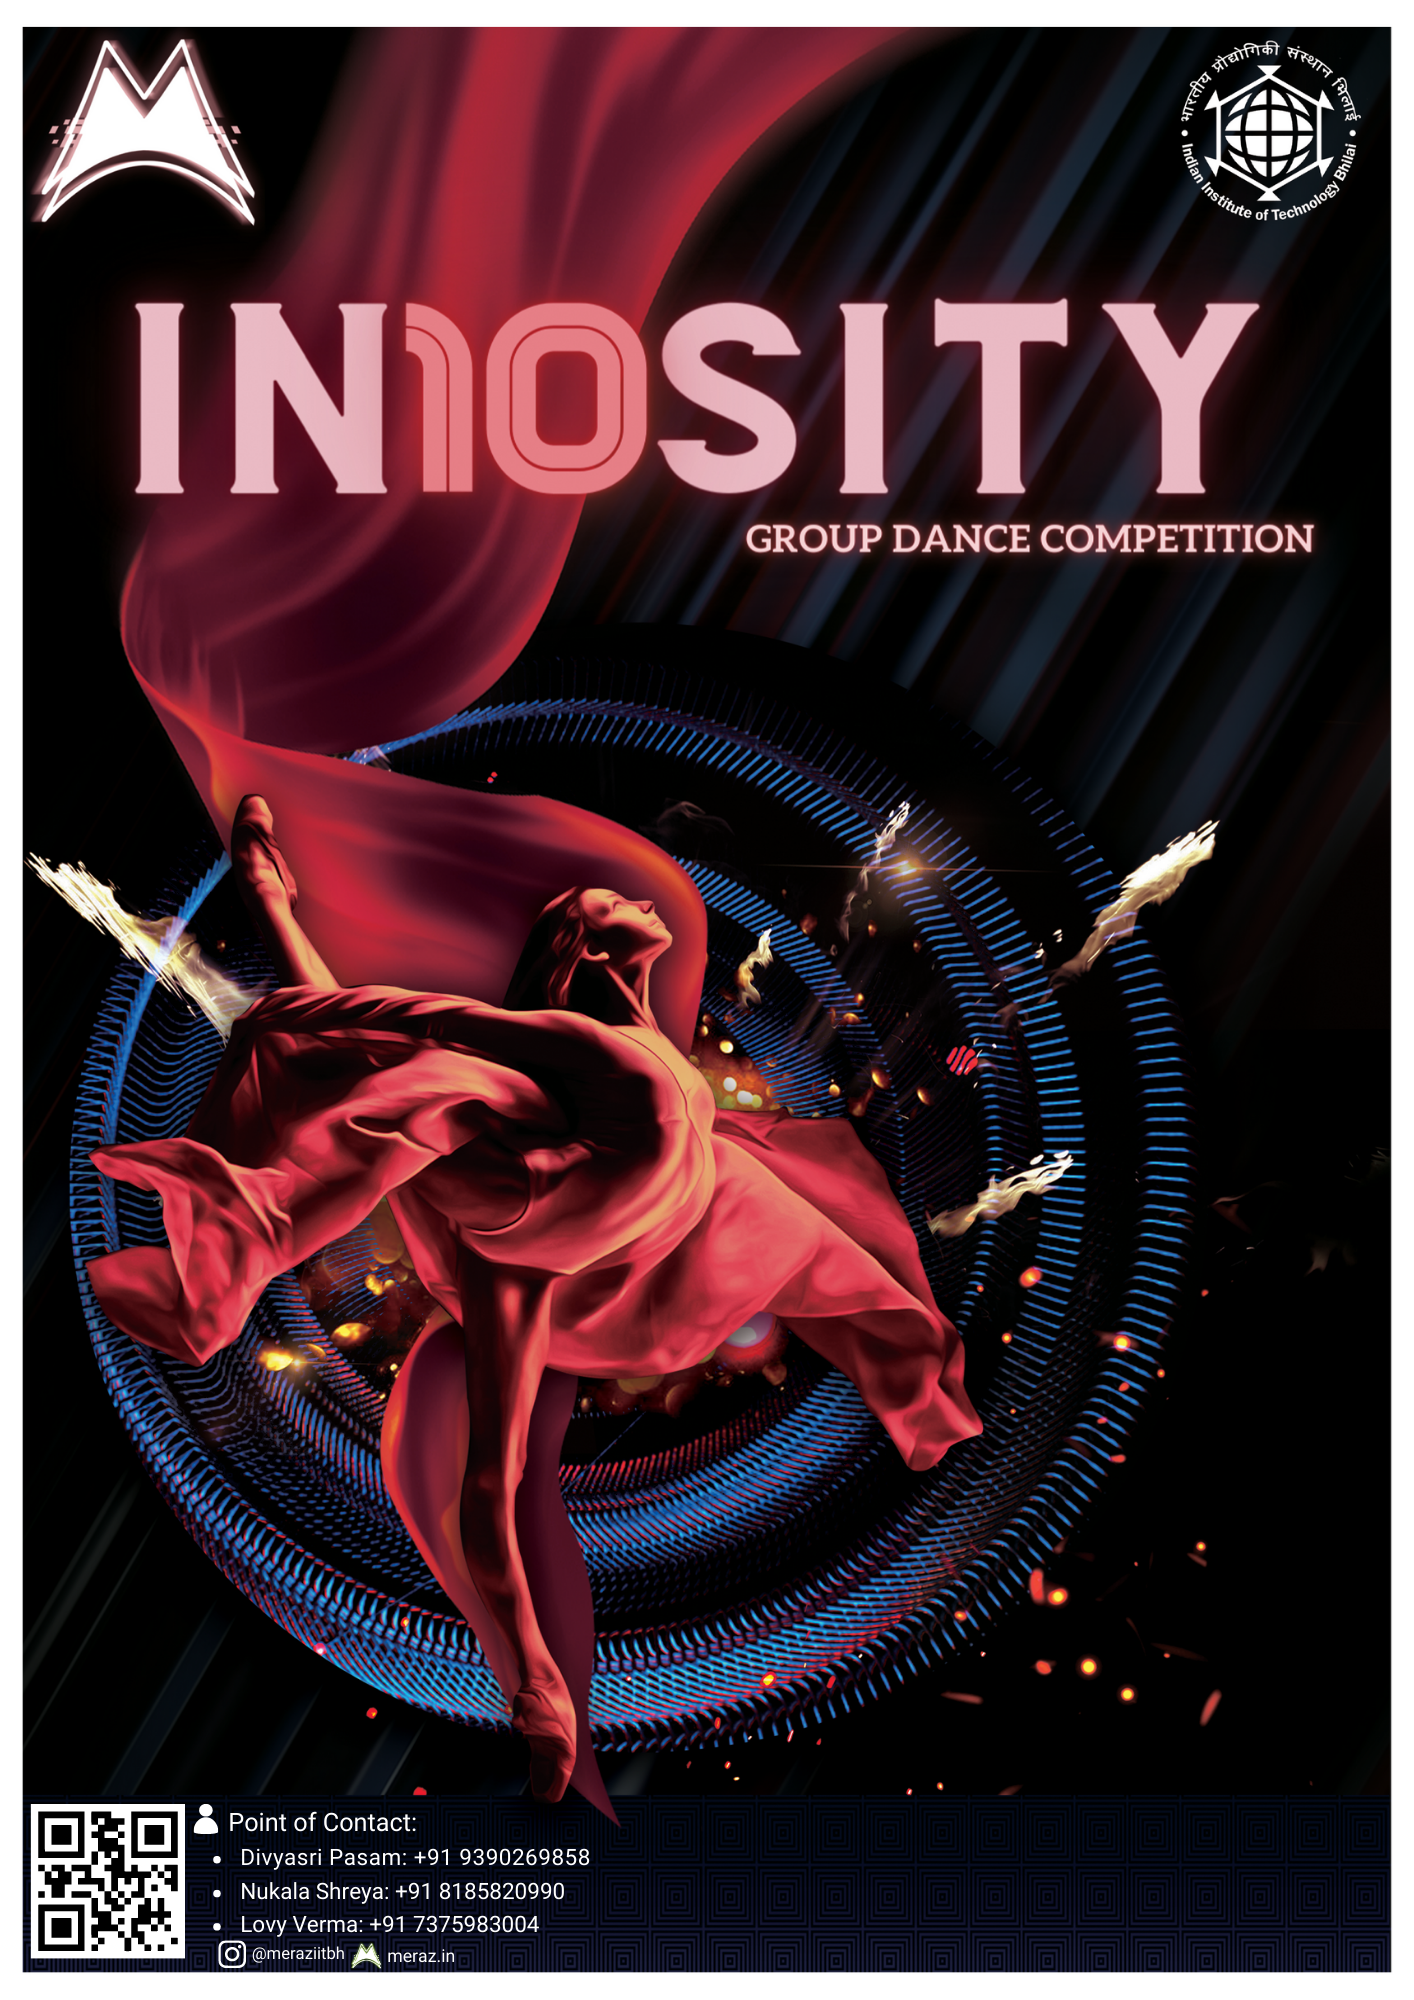 भारतीय प्रौद्योगिकी संस्थान भिलाई
Indian Institute of Technology Bhilai
IN10SITY
GROUP DANCE COMPETITION
Point of Contact:
• Divyasri Pasam: +91 9390269858
• Nukala Shreya: +91 8185820990
• Lovy Verma: +91 7375983004
@meraziitbh meraz.in